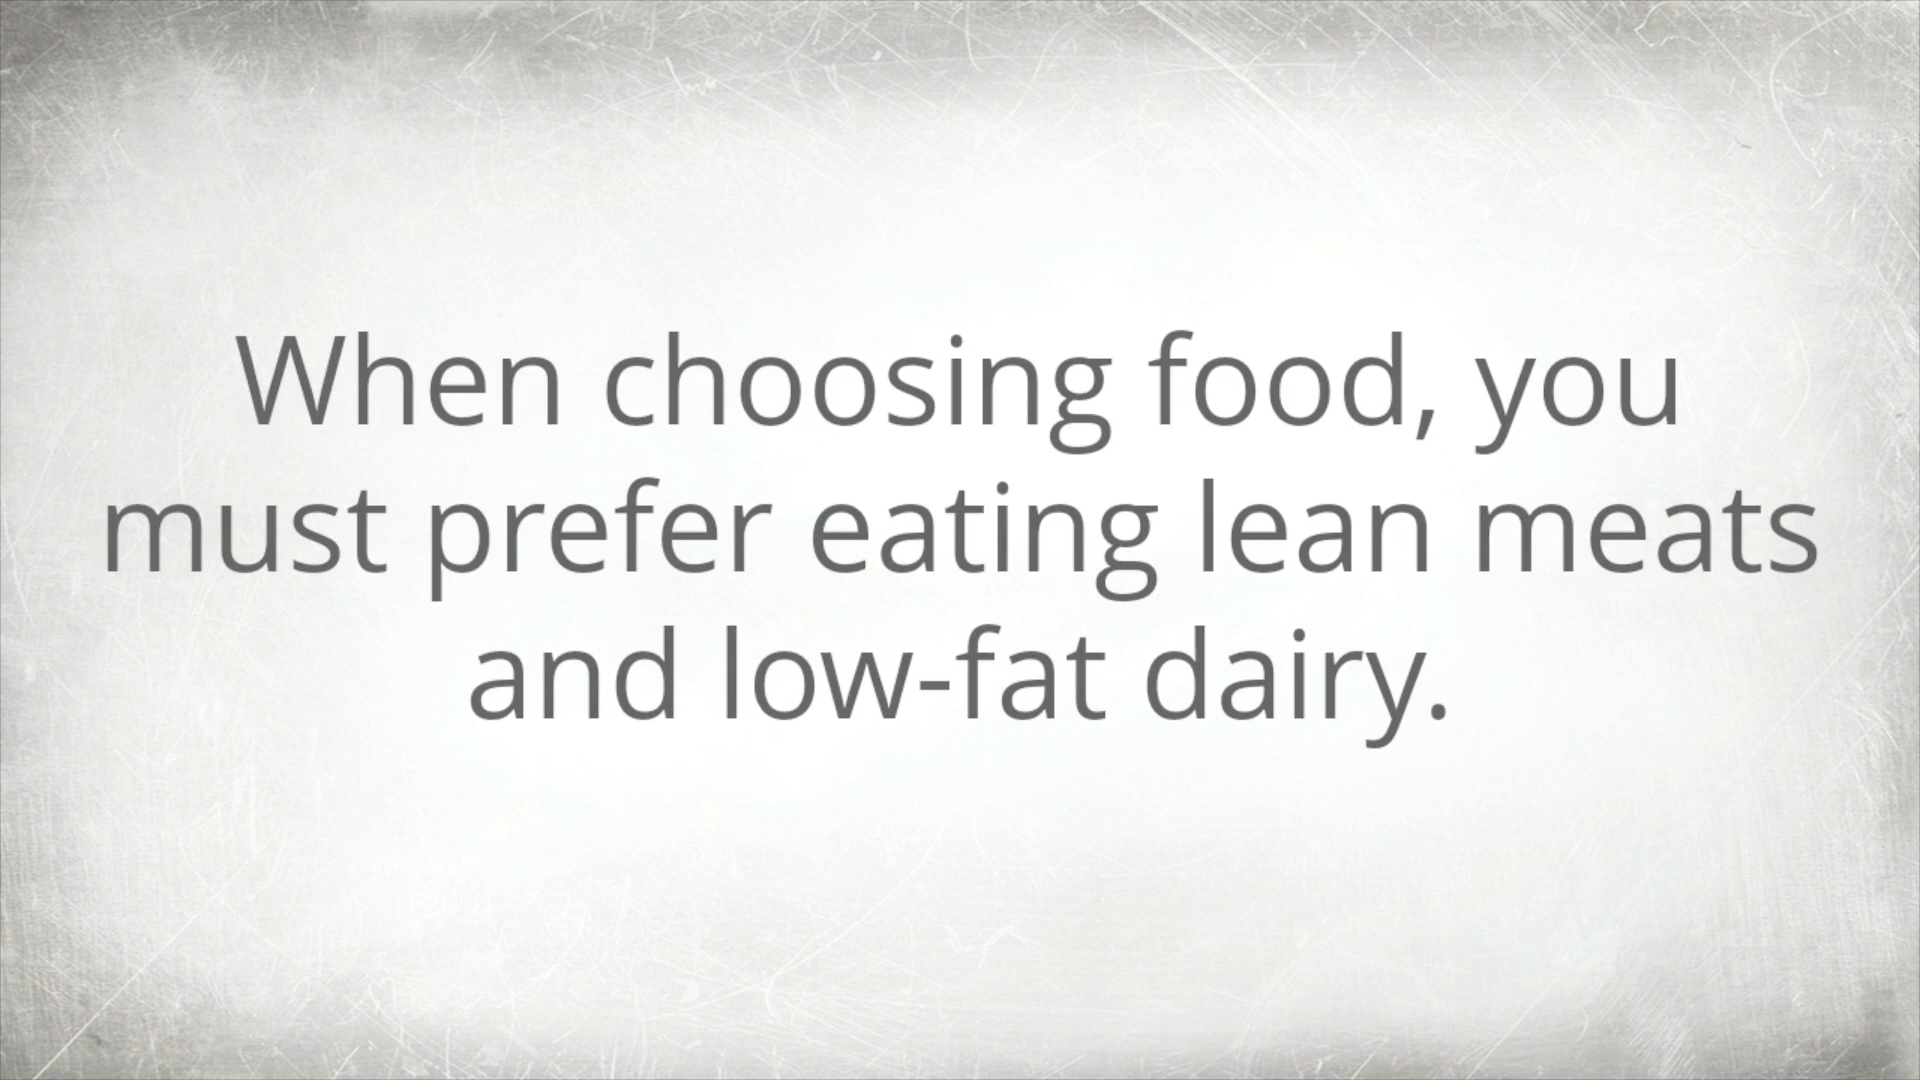 When choosing food, you
must prefer eating lean meats
and low-fat dairy.